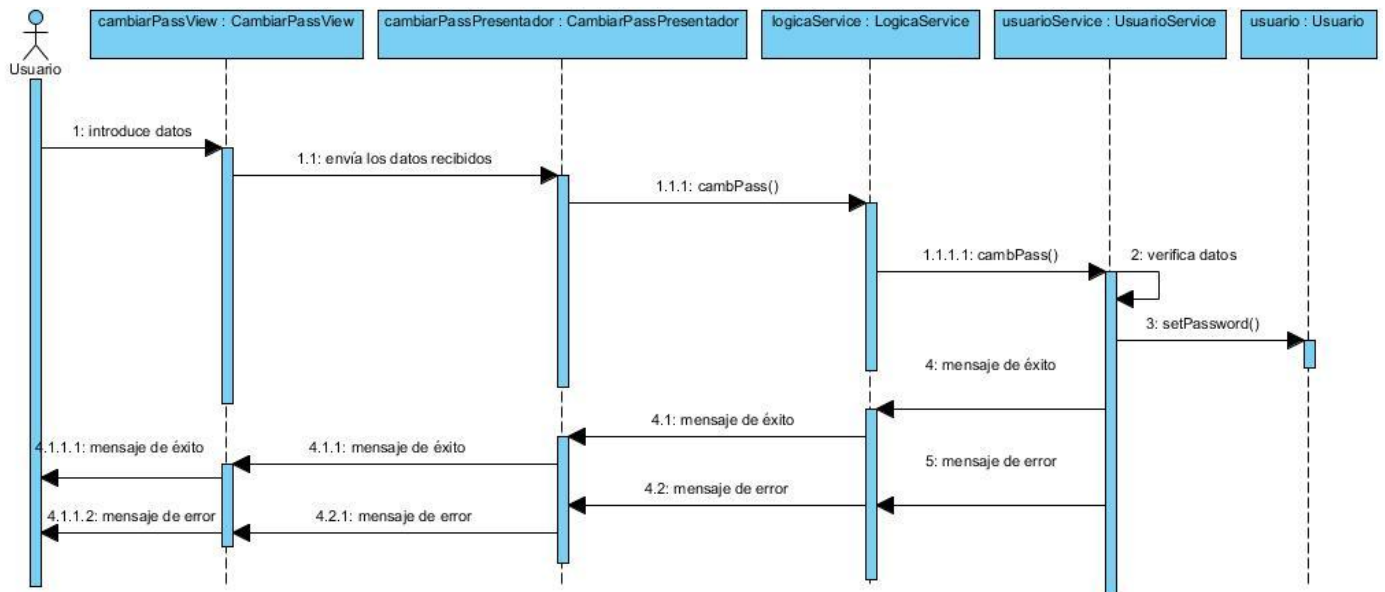 cambiarPassView : CambiarPassView
cambiarPassPresentador : CambiarPassPresentador
logicaService : LogicaService
usuarioService : UsuarioService
usuario : Usuario
Usuario
1: introduce datos
1.1: envía los datos recibidos
1.1.1: cambPass()
1.1.1.1: cambPass()
2: verifica datos
3: setPassword()
4: mensaje de éxito
4.1: mensaje de éxito
4.1.1: mensaje de éxito
4.1.1.1: mensaje de éxito
5: mensaje de error
4.2: mensaje de error
4.2.1: mensaje de error
4.1.1.2: mensaje de error